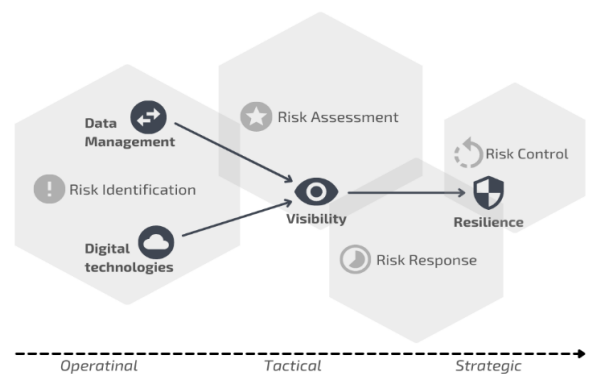 Risk Assessment
Data
Management
Risk Control
Risk Identification
Visibility
Resilience
Digital
technologies
Risk Response
Operatinal
Tactical
Strategic